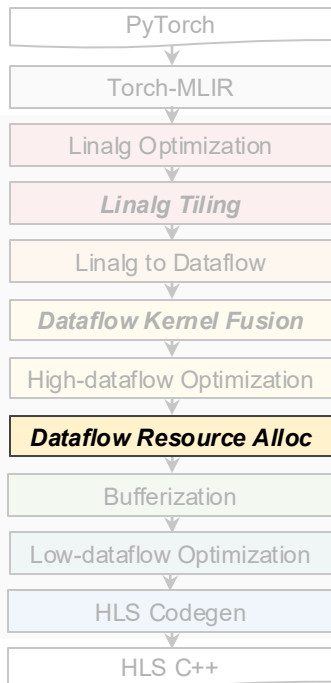 PyTorch
Torch-MLIR
Linalg Optimization
Linalg Tiling
Linalg to Dataflow
Dataflow Kernel Fusion
High-dataflow Optimization
Dataflow Resource Alloc
Bufferization
Low-dataflow Optimization
HLS Codegen
HLS C++